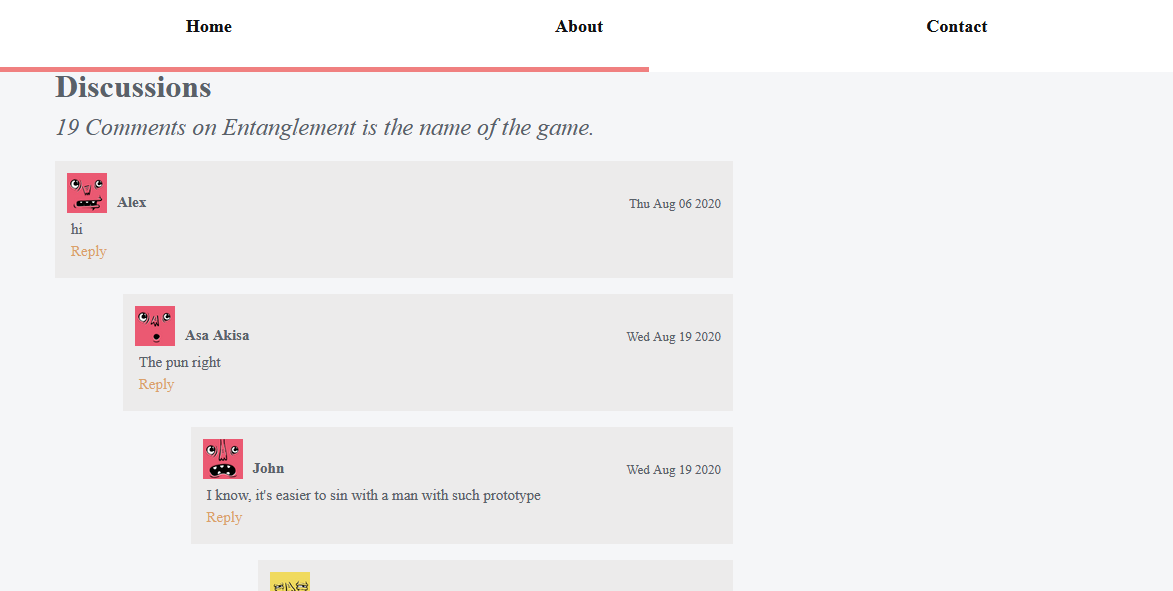 Home About Contact
Discussions
19 Comments on Entanglement is the name of the game.
Alex Thu Aug 06 2020
hi
Reply
Asa Akisa Wed Aug 19 2020
The pun right
Reply
John Wed Aug 19 2020
I know, it's easier to sin with a man with such prototype
Reply